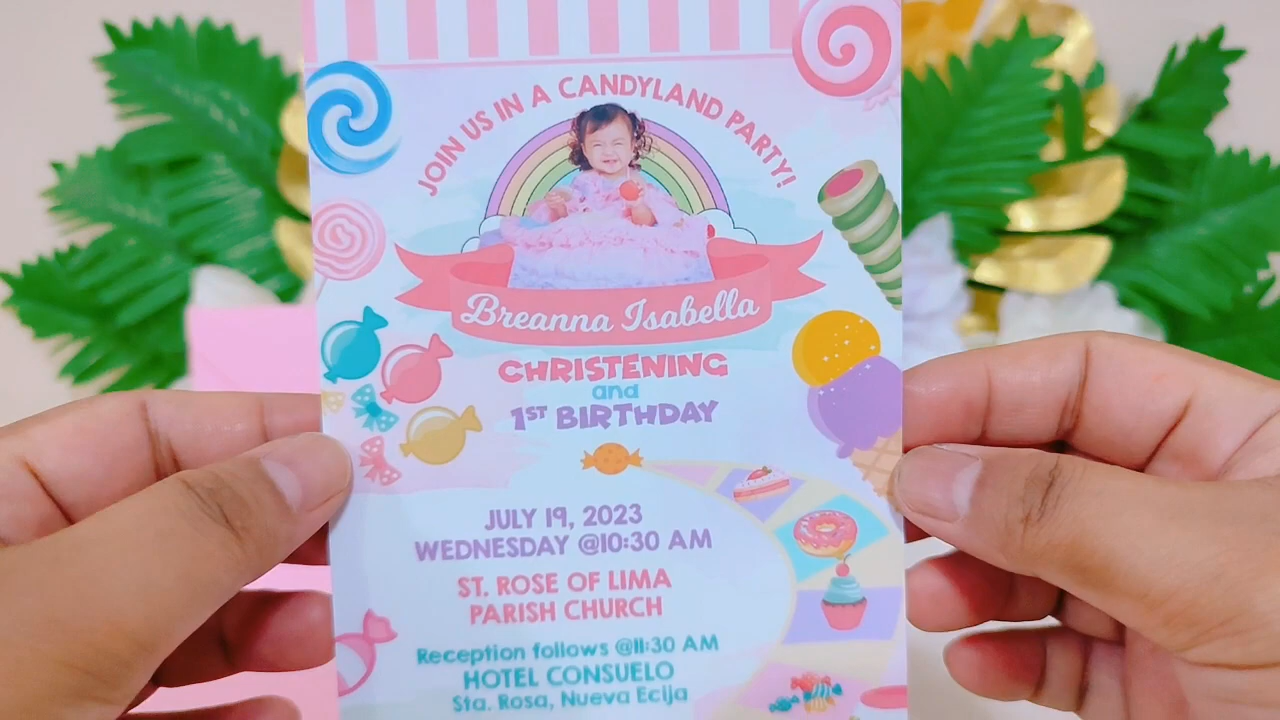 JOIN US IN A CANDYLAND PARTY!
Breanna Isabella
CHRISTENING
and
1ST BIRTHDAY
JULY 19, 2023
WEDNESDAY @10:30 AM
ST. ROSE OF LIMA
PARISH CHURCH
Reception follows @11:30 AM
HOTEL CONSUELO
Sta. Rosa, Nueva Ecija